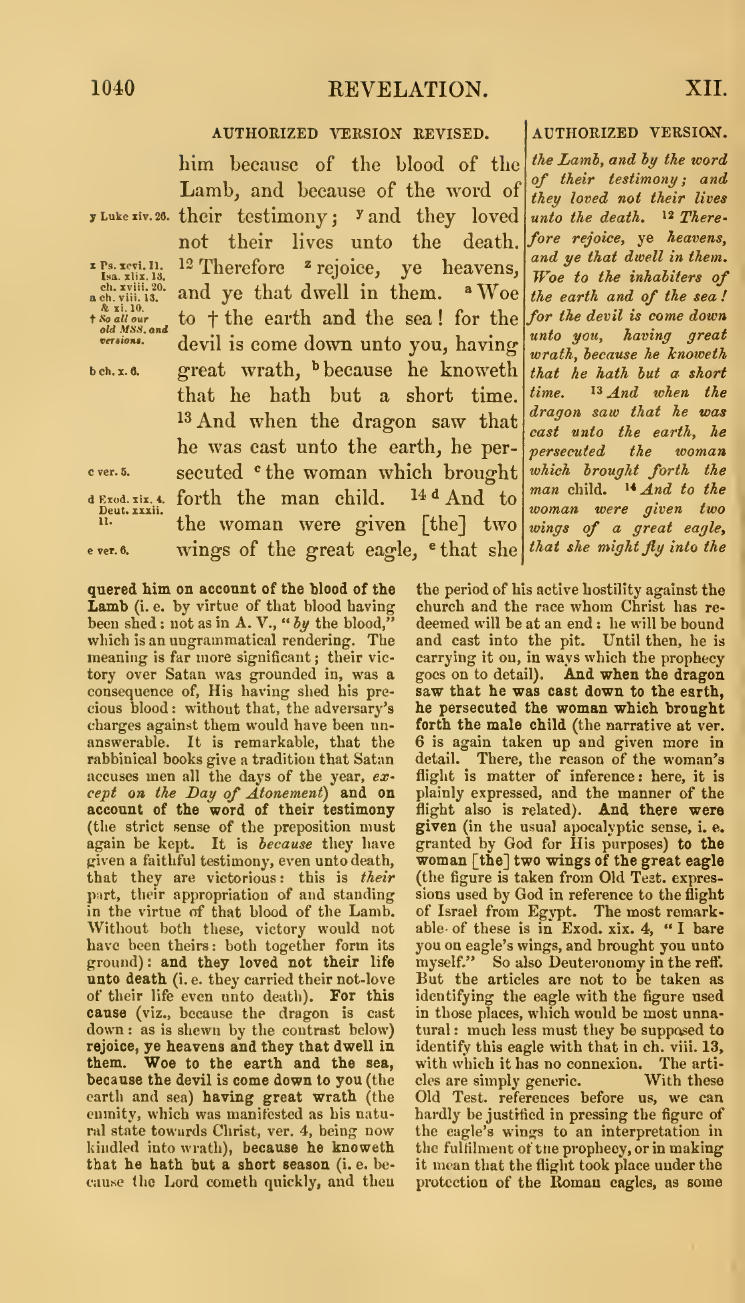 1040 REVELATION. XII.
AUTHORIZED VERSION REVISED.
him because of the blood of the
Lamb, and because of the word of
y Luke xiv. 26. their testimony; y and they loved
not their lives unto the death.
z Ps. xcvi. 11. 12 Therefore z rejoice, ye heavens,
Isa. xlix. 13.
ch. xviii. 20.
a ch. viii. 13. and ye that dwell in them. a Woe
& xi. 10.
† So all our to † the earth and the sea! for the
old MSS. and
versions. devil is come down unto you, having
b ch. x. 6. great wrath, b because he knoweth
that he hath but a short time.
13 And when the dragon saw that
he was cast unto the earth, he per-
c ver. 5. secuted c the woman which brought
d Exod. xix. 4. forth the man child. 14 d And to
Deut. xxxii.
11. the woman were given [the] two
e ver. 6. wings of the great eagle, e that she
AUTHORIZED VERSION.
the Lamb, and by the word
of their testimony; and
they loved not their lives
unto the death. 12 There-
fore rejoice, ye heavens,
and ye that dwell in them.
Woe to the inhabiters of
the earth and of the sea!
for the devil is come down
unto you, having great
wrath, because he knoweth
that he hath but a short
time. 13 And when the
dragon saw that he was
cast unto the earth, he
persecuted the woman
which brought forth the
man child. 14 And to the
woman were given two
wings of a great eagle,
that she might fly into the
quered him on account of the blood of the
Lamb (i. e. by virtue of that blood having
been shed: not as in A. V., "by the blood,"
which is an ungrammatical rendering. The
meaning is far more significant; their vic-
tory over Satan was grounded in, was a
consequence of, His having shed his pre-
cious blood: without that, the adversary's
charges against them would have been un-
answerable. It is remarkable, that the
rabbinical books give a tradition that Satan
accuses men all the days of the year, ex-
cept on the Day of Atonement) and on
account of the word of their testimony
(the strict sense of the preposition must
again be kept. It is because they have
given a faithful testimony, even unto death,
that they are victorious: this is their
part, their appropriation of and standing
in the virtue of that blood of the Lamb.
Without both these, victory would not
have been theirs: both together form its
ground): and they loved not their life
unto death (i. e. they carried their not-love
of their life even unto death). For this
cause (viz., because the dragon is cast
down: as is shewn by the contrast below)
rejoice, ye heavens and they that dwell in
them. Woe to the earth and the sea,
because the devil is come down to you (the
earth and sea) having great wrath (the
enmity, which was manifested as his natu-
ral state towards Christ, ver. 4, being now
kindled into wrath), because he knoweth
that he hath but a short season (i. e. be-
cause the Lord cometh quickly, and then
the period of his active hostility against the
church and the race whom Christ has re-
deemed will be at an end: he will be bound
and cast into the pit. Until then, he is
carrying it on, in ways which the prophecy
goes on to detail). And when the dragon
saw that he was cast down to the earth,
he persecuted the woman which brought
forth the male child (the narrative at ver.
6 is again taken up and given more in
detail. There, the reason of the woman's
flight is matter of inference: here, it is
plainly expressed, and the manner of the
flight also is related). And there were
given (in the usual apocalyptic sense, i. e.
granted by God for His purposes) to the
woman [the] two wings of the great eagle
(the figure is taken from Old Test. expres-
sions used by God in reference to the flight
of Israel from Egypt. The most remark-
able of these is in Exod. xix. 4, "I bare
you on eagle's wings, and brought you unto
myself." So also Deuteronomy in the reff.
But the articles are not to be taken as
identifying the eagle with the figure used
in those places, which would be most unna-
tural: much less must they be supposed to
identify this eagle with that in ch. viii. 13,
with which it has no connexion. The arti-
cles are simply generic. With these
Old Test. references before us, we can
hardly be justified in pressing the figure of
the eagle's wings to an interpretation in
the fulfilment of the prophecy, or in making
it mean that the flight took place under the
protection of the Roman eagles, as some